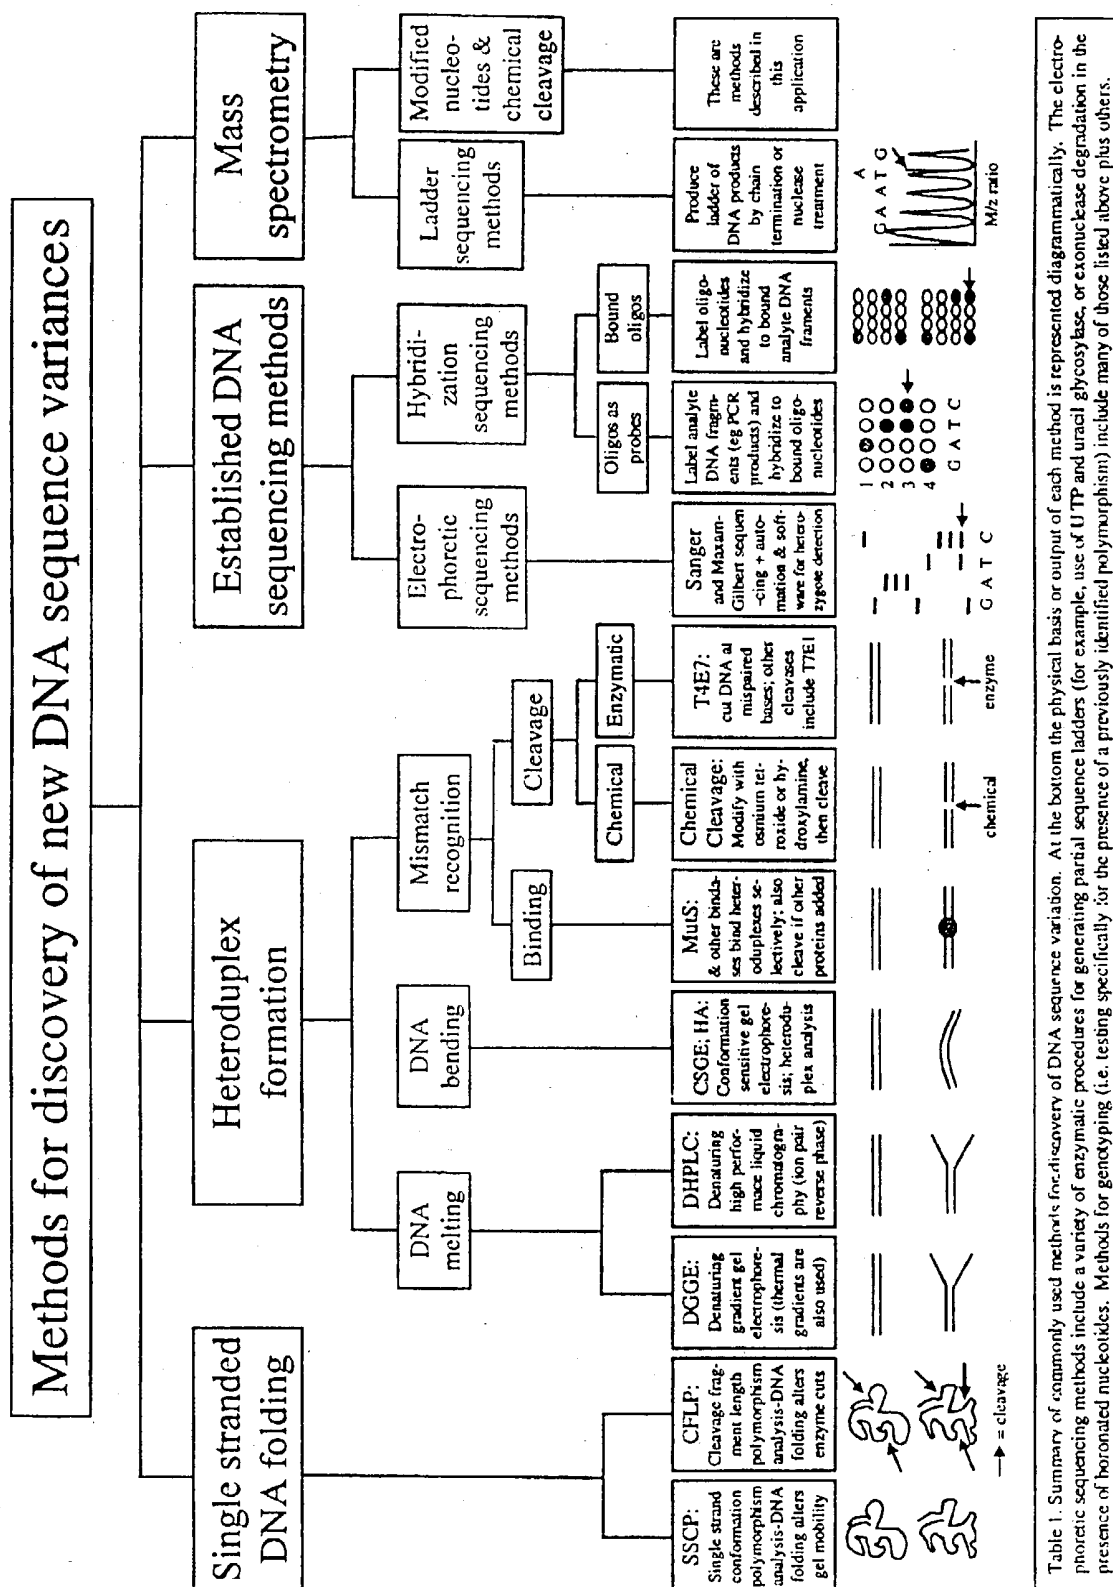 Methods for discovery of new DNA sequence variances
Single stranded
DNA folding
Heteroduplex
formation
Established DNA
sequencing methods
Mass
spectrometry
DNA
melting
DNA
bending
Mismatch
recognition
Electro-
phoretic
sequencing
methods
Hybridi-
zation
sequencing
methods
Ladder
sequencing
methods
Modified
nucleo-
tides &
chemical
cleavage
Binding
Cleavage
Chemical
Enzymatic
Oligos as
probes
Bound
oligos
SSCP:
Single strand
conformation
polymorphism
analysis-DNA
folding alters
gel mobility
CFLP:
Cleavage frag-
ment length
polymorphism
analysis-DNA
folding alters
enzyme cuts
DGGE:
Denaturing
gradient gel
electrophore-
sis (thermal
gradients are
also used)
DHPLC:
Denaturing
high perfor-
mace liquid
chromatogra-
phy (ion pair
reverse phase)
CSGE; HA:
Conformation
sensitive gel
electrophore-
sis; heterodu-
plex analysis
MutS:
& other binda-
ses bind heter-
oduplexes se-
lectively; also
cleave if other
proteins added
Chemical
Cleavage:
Modify with
osmium tet-
roxide or hy-
droxylamine,
then cleave
T4E7:
cut DNA at
mispaired
bases; other
cleavases
include T7E1
Sanger
and Maxam-
Gilbert sequen
-cing + auto-
mation & soft-
ware for hetero-
zygote detection
Label analyte
DNA fragm-
ents (eg PCR
products) and
hybridize to
bound oligo-
nucleotides
Label oligo-
nucleotides
and hybridize
to bound
analyte DNA
framents
Produce
ladder of
DNA products
by chain
termination or
nuclease
treatment
These are
methods
described in
this
application
= cleavage
chemical
enzyme
G A T C
1
2
3
4
G A T C
A
G A A T G
M/z ratio
Table 1. Summary of commonly used methods for discovery of DNA sequence variation. At the bottom the physical basis or output of each method is represented diagrammatically. The electro-
phoretic sequencing methods include a variety of enzymatic procedures for generating partial sequence ladders (for example, use of UTP and uracil glycosylase, or exonuclease degradation in the
presence of boronated nucleotides. Methods for genotyping (i.e. testing specifically for the presence of a previously identified polymorphism) include many of those listed above plus others.